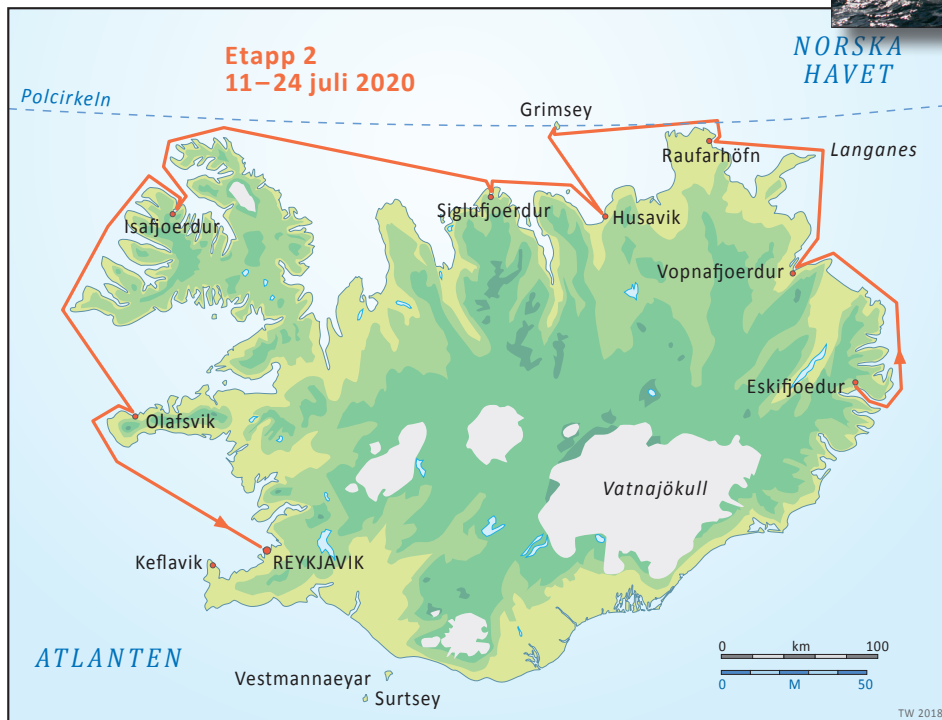 NORSKA
HAVET
Etapp 2
11–24 juli 2020
Polcirkeln
Grimsey
Raufarhöfn
Langanes
Isafjoerdur
Siglufjoerdur
Husavik
Vopnafjoerdur
Eskifjoedur
Olafsvik
Vatnajökull
Keflavik
REYKJAVIK
ATLANTEN
Vestmannaeyar
Surtsey
0 km 100
0 M 50
TW 2018